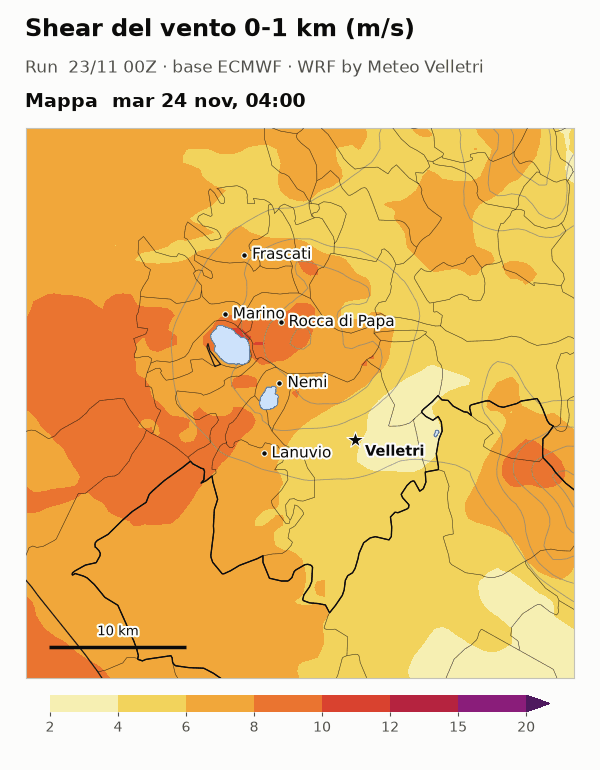 Shear del vento 0-1 km (m/s)
Run  23/11 00Z · base ECMWF · WRF by Meteo Velletri
Mappa  mar 24 nov, 04:00
Frascati
Marino
Rocca di Papa
Nemi
Velletri
Lanuvio
10 km
2 4 6 8 10 12 15 20